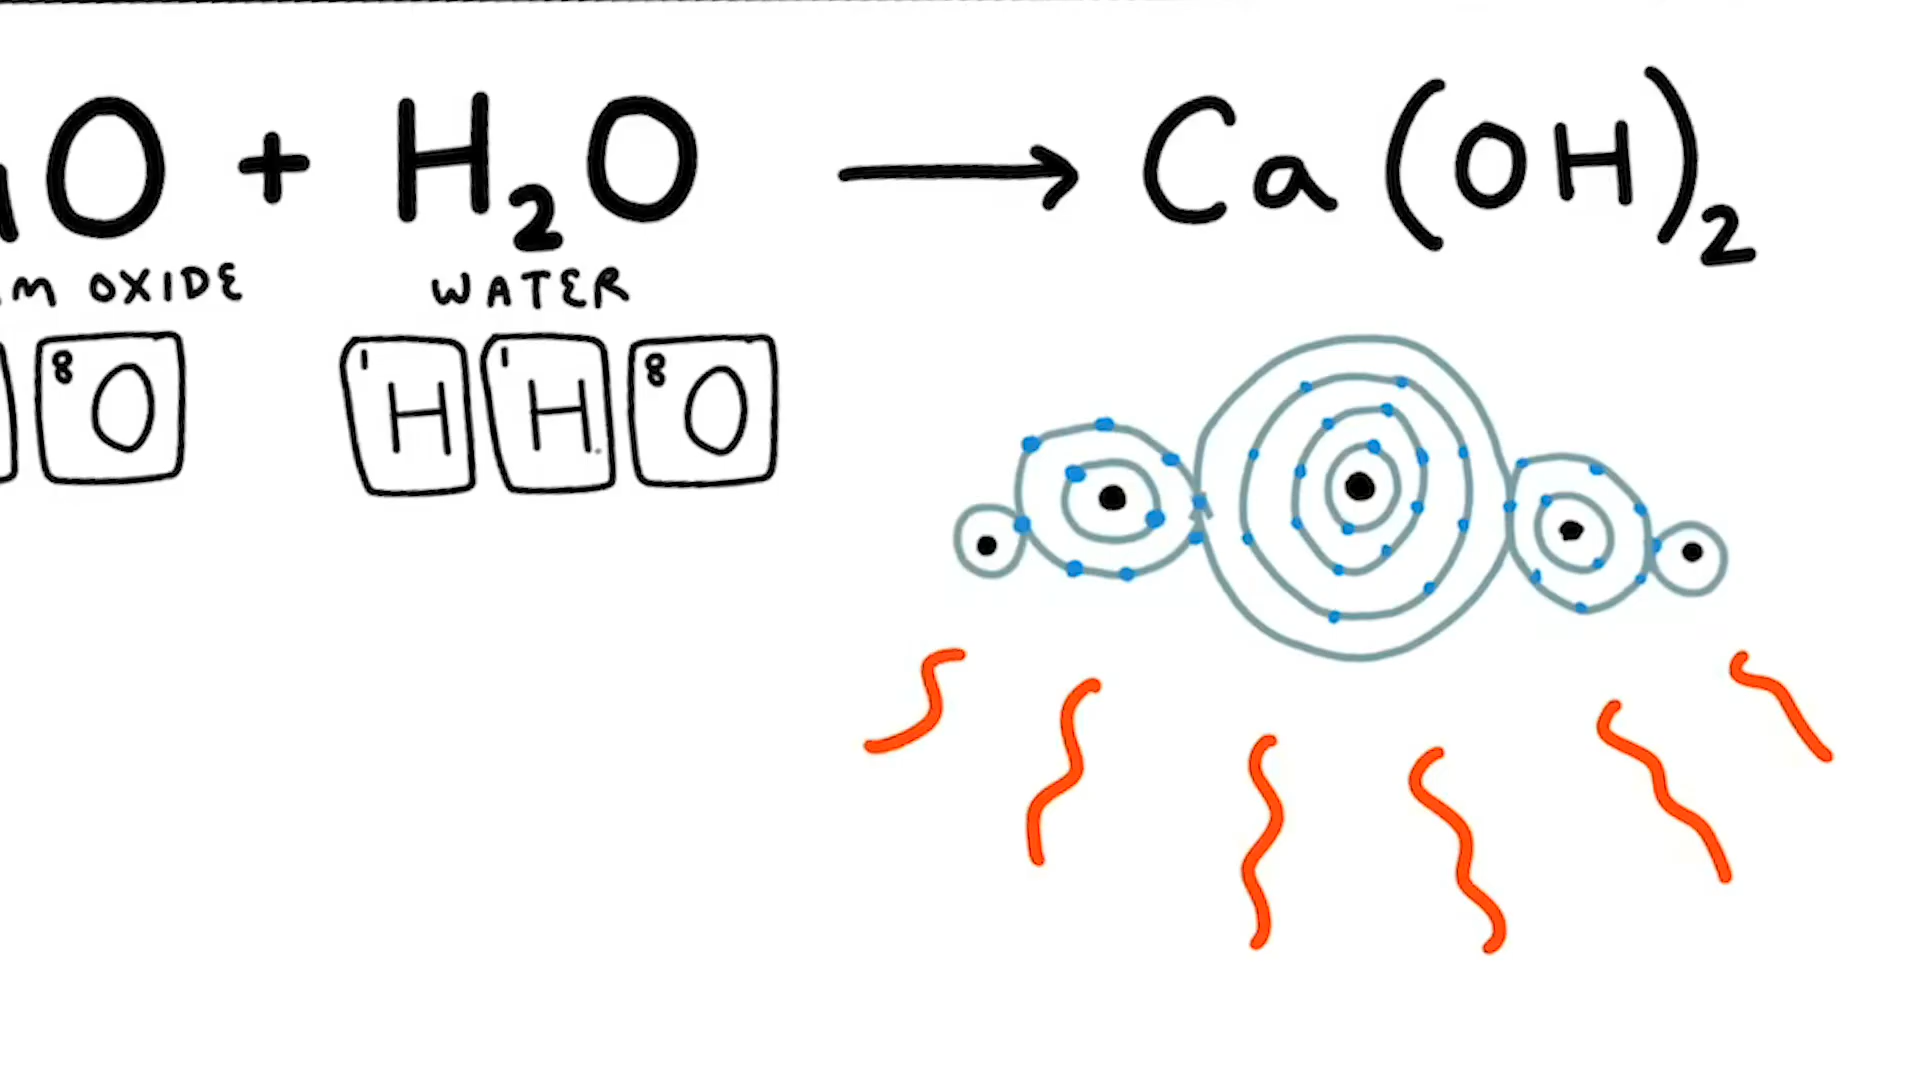 O + H₂O → Ca(OH)₂
M OXIDE WATER
8 O 1 H 1 H 8 O